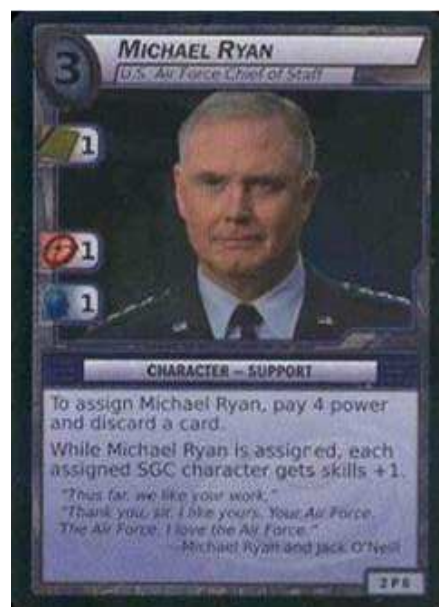 3
MICHAEL RYAN
U.S. Air Force Chief of Staff
1
1
1
CHARACTER – SUPPORT
To assign Michael Ryan, pay 4 power
and discard a card.
While Michael Ryan is assigned, each
assigned SGC character gets skills +1.
"Thus far, we like your work."
"Thank you, sir. I like yours. Your Air Force.
The Air Force. I love the Air Force."
–Michael Ryan and Jack O'Neill
2 P 6